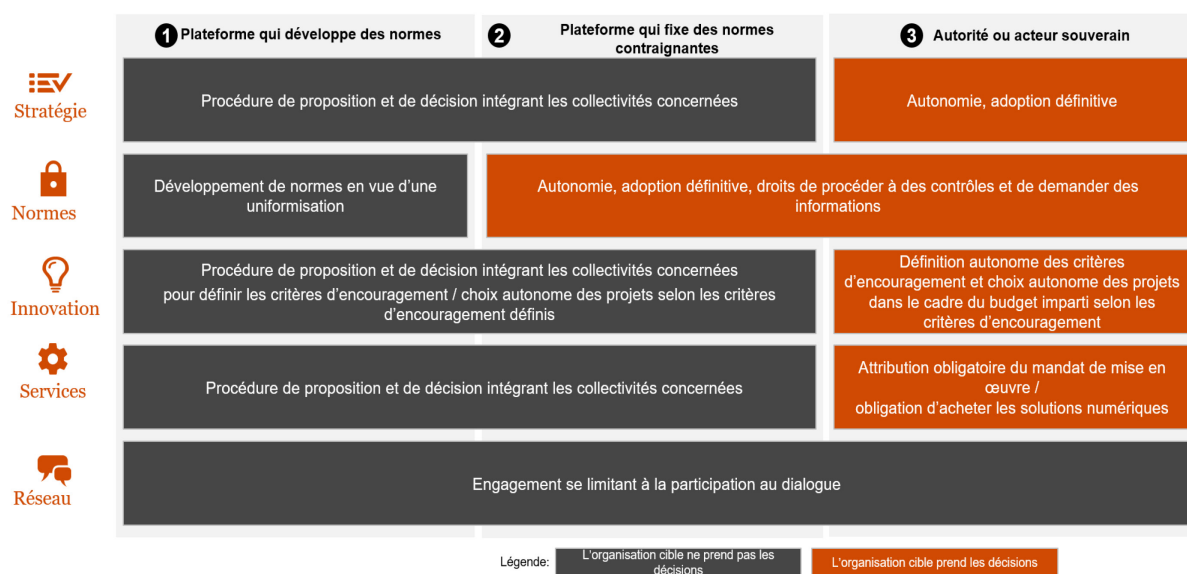 1 Plateforme qui développe des normes
2 Plateforme qui fixe des normes
contraignantes
3 Autorité ou acteur souverain
Stratégie
Procédure de proposition et de décision intégrant les collectivités concernées
Autonomie, adoption définitive
Normes
Développement de normes en vue d'une
uniformisation
Autonomie, adoption définitive, droits de procéder à des contrôles et de demander des
informations
Innovation
Procédure de proposition et de décision intégrant les collectivités concernées
pour définir les critères d'encouragement / choix autonome des projets selon les critères
d'encouragement définis
Définition autonome des critères
d'encouragement et choix autonome des projets
dans le cadre du budget imparti selon les
critères d'encouragement
Services
Procédure de proposition et de décision intégrant les collectivités concernées
Attribution obligatoire du mandat de mise en
œuvre /
obligation d'acheter les solutions numériques
Réseau
Engagement se limitant à la participation au dialogue
Légende:
L'organisation cible ne prend pas les
décisions
L'organisation cible prend les décisions